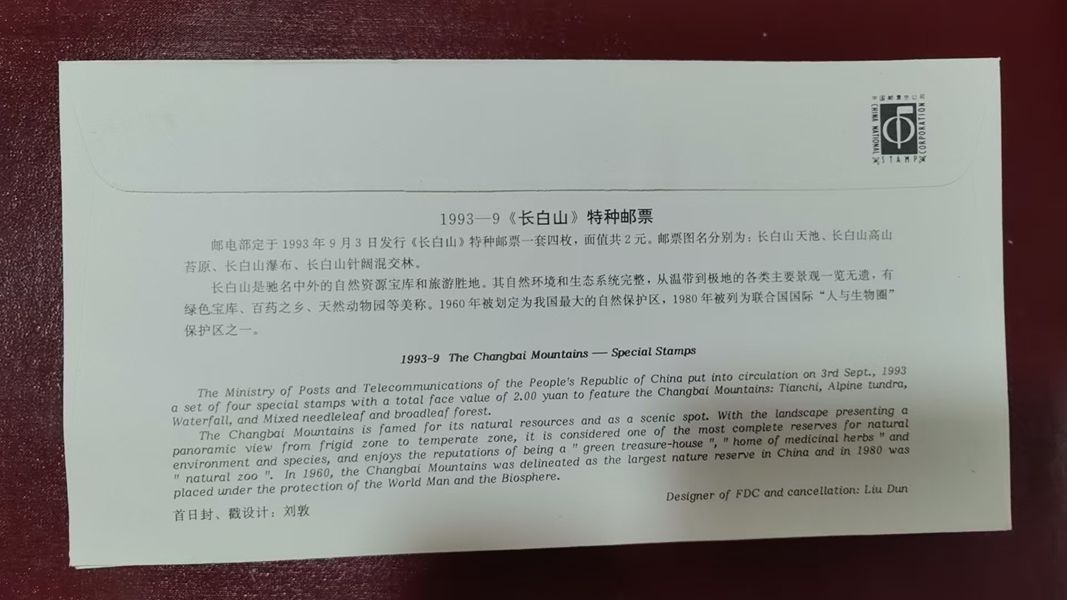 中国邮票总公司
CHINA NATIONAL
STAMP
CORPORATION
1993—9《长白山》特种邮票
邮电部定于1993年9月3日发行《长白山》特种邮票一套四枚，面值共2元。邮票图名分别为：长白山天池、长白山高山
苔原、长白山瀑布、长白山针阔混交林。
长白山是驰名中外的自然资源宝库和旅游胜地。其自然环境和生态系统完整，从温带到极地的各类主要景观一览无遗，有
绿色宝库、百药之乡、天然动物园等美称。1960年被划定为我国最大的自然保护区，1980年被列为联合国国际“人与生物圈”
保护区之一。
1993-9 The Changbai Mountains — Special Stamps
The Ministry of Posts and Telecommunications of the People's Republic of China put into circulation on 3rd Sept., 1993
a set of four special stamps with a total face value of 2.00 yuan to feature the Changbai Mountains: Tianchi, Alpine tundra,
Waterfall, and Mixed needleleaf and broadleaf forest.
The Changbai Mountains is famed for its natural resources and as a scenic spot. With the landscape presenting a
panoramic view from frigid zone to temperate zone, it is considered one of the most complete reserves for natural
environment and species, and enjoys the reputations of being a " green treasure-house ", " home of medicinal herbs " and
" natural zoo ". In 1960, the Changbai Mountains was delineated as the largest nature reserve in China and in 1980 was
placed under the protection of the World Man and the Biosphere.
Designer of FDC and cancellation: Liu Dun
首日封、戳设计：刘敦